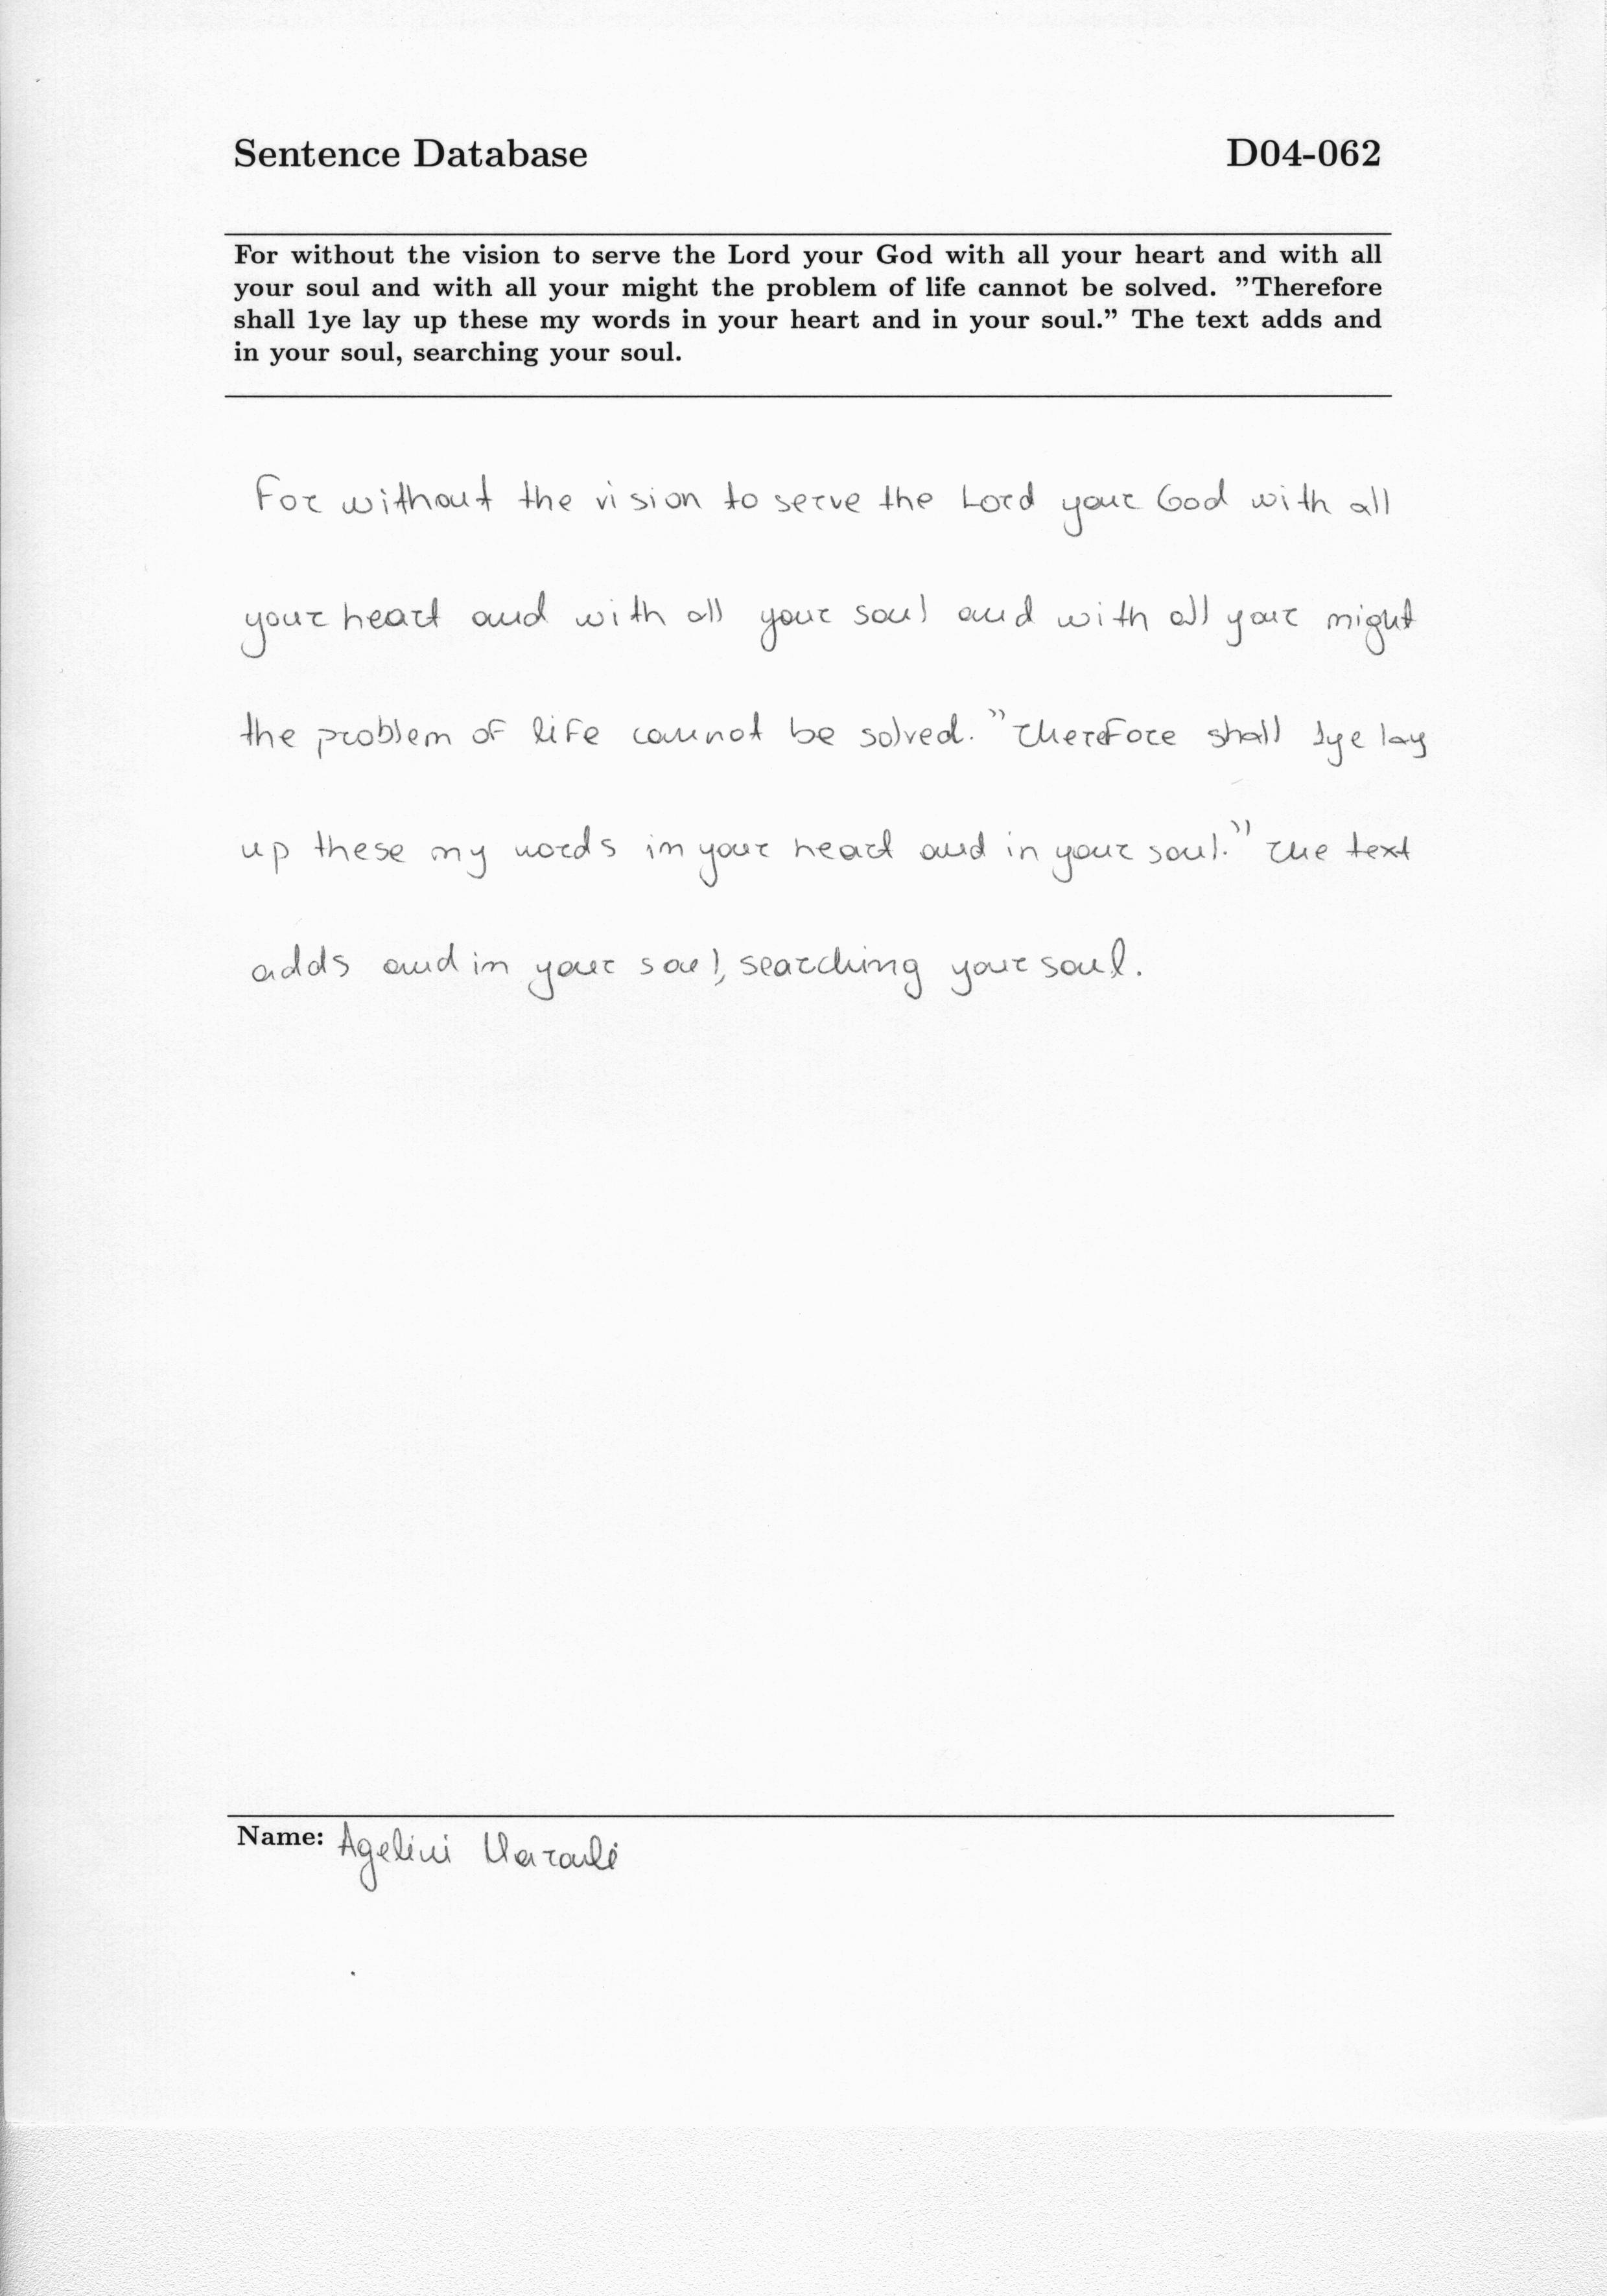 Sentence Database D04-062
For without the vision to serve the Lord your God with all your heart and with all
your soul and with all your might the problem of life cannot be solved. ”Therefore
shall 1ye lay up these my words in your heart and in your soul.” The text adds and
in your soul, searching your soul.
For without the vision to serve the Lord your God with all
your heart and with all your soul and with all your might
the problem of life cannot be solved. ”Therefore shall 1ye lay
up these my words in your heart and in your soul.” The text
adds and in your soul, searching your soul.
Name: Agelini